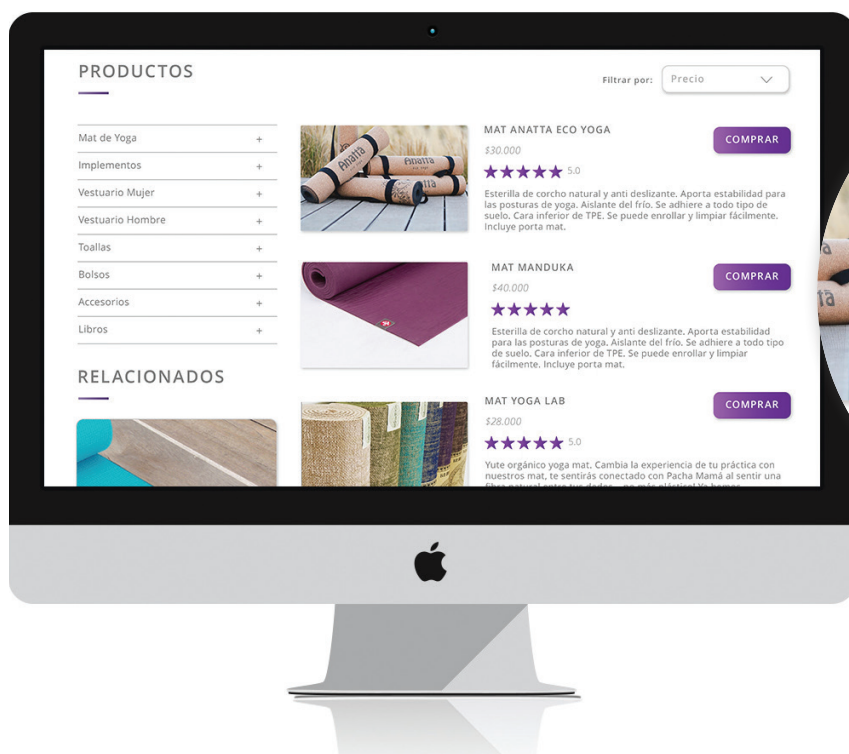 PRODUCTOS
Filtrar por:
Precio
Mat de Yoga +
Implementos +
Vestuario Mujer +
Vestuario Hombre +
Toallas +
Bolsos +
Accesorios +
Libros +
RELACIONADOS
Anatta
Anatta
MAT ANATTA ECO YOGA
COMPRAR
$30.000
5.0
Esterilla de corcho natural y anti deslizante. Aporta estabilidad para
las posturas de yoga. Aislante del frío. Se adhiere a todo tipo de
suelo. Cara inferior de TPE. Se puede enrollar y limpiar fácilmente.
Incluye porta mat.
MAT MANDUKA
COMPRAR
$40.000
Esterilla de corcho natural y anti deslizante. Aporta estabilidad
para las posturas de yoga. Aislante del frío. Se adhiere a todo tipo
de suelo. Cara inferior de TPE. Se puede enrollar y limpiar
fácilmente. Incluye porta mat.
MAT YOGA LAB
COMPRAR
$28.000
5.0
Yute orgánico yoga mat. Cambia la experiencia de tu práctica con
nuestros mat, te sentirás conectado con Pacha Mamá al sentir una